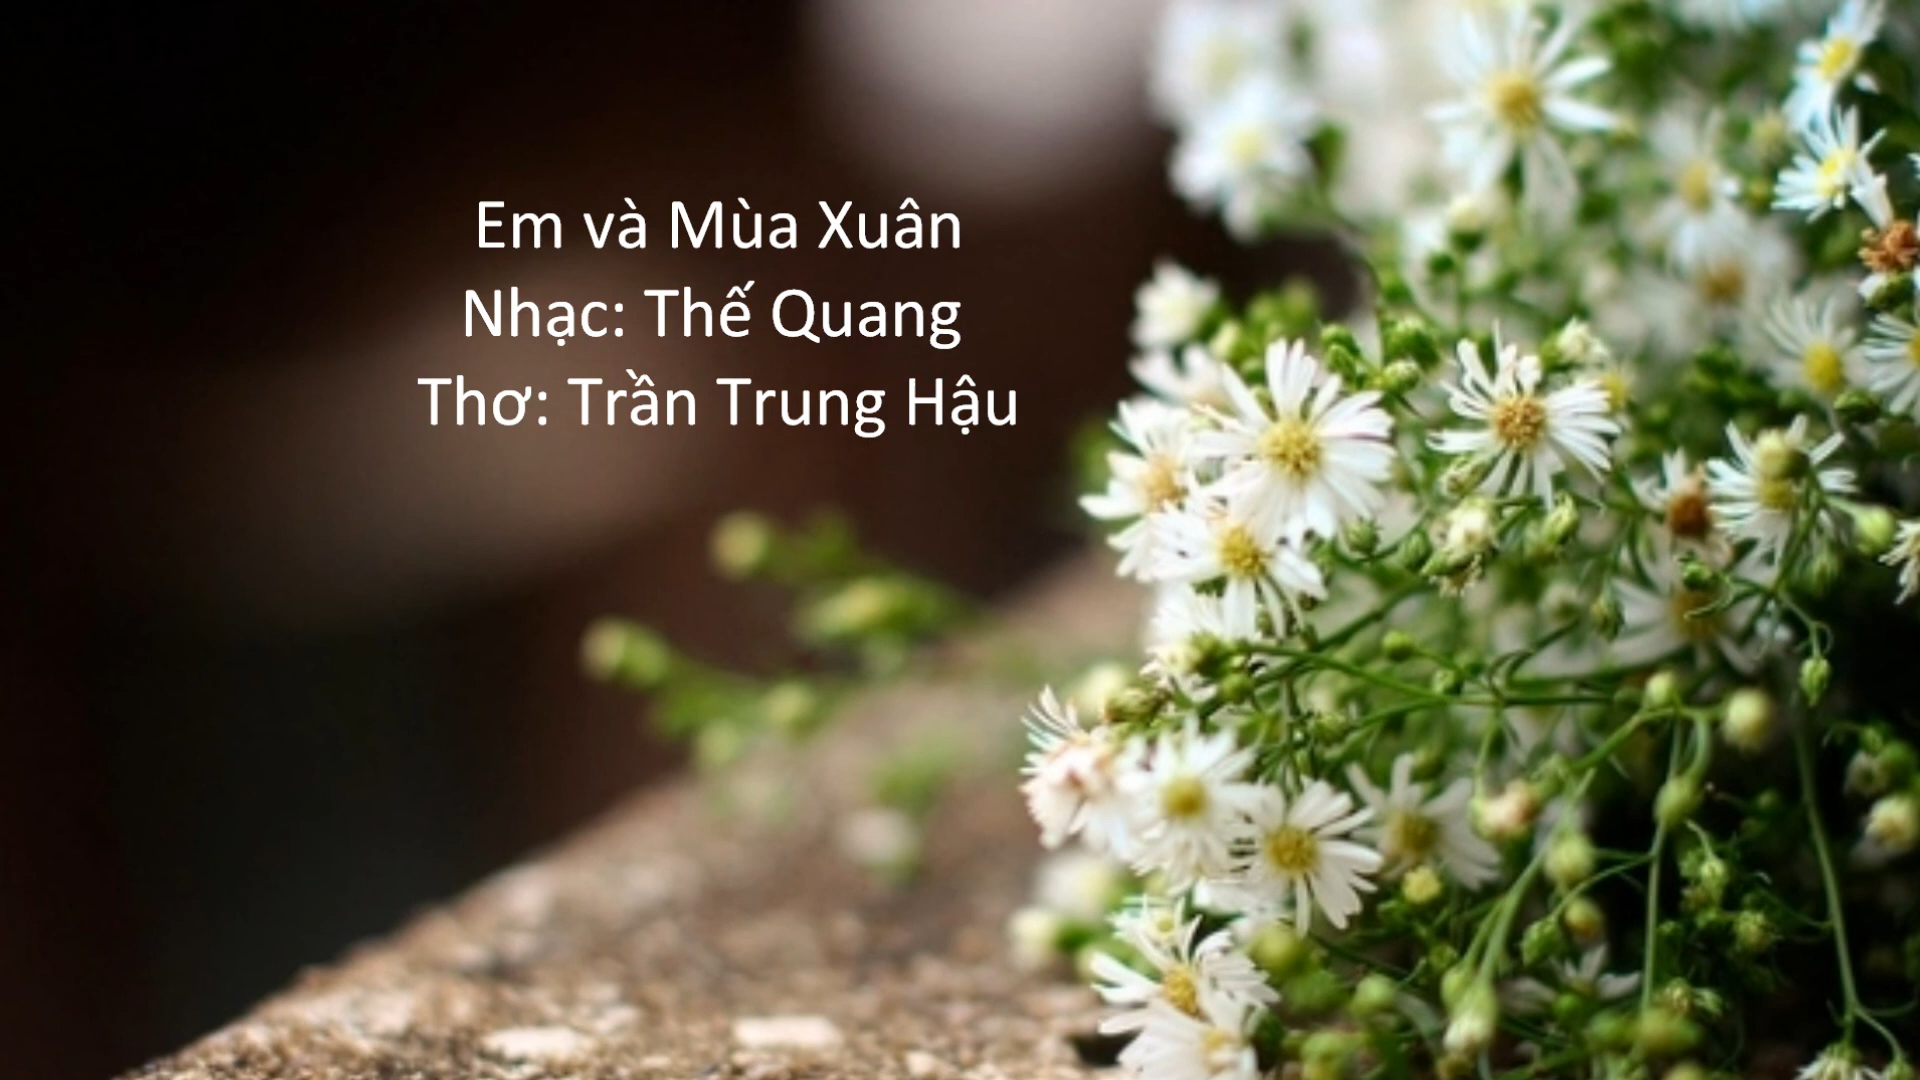 Em và Mùa Xuân
Nhạc: Thế Quang
Thơ: Trần Trung Hậu